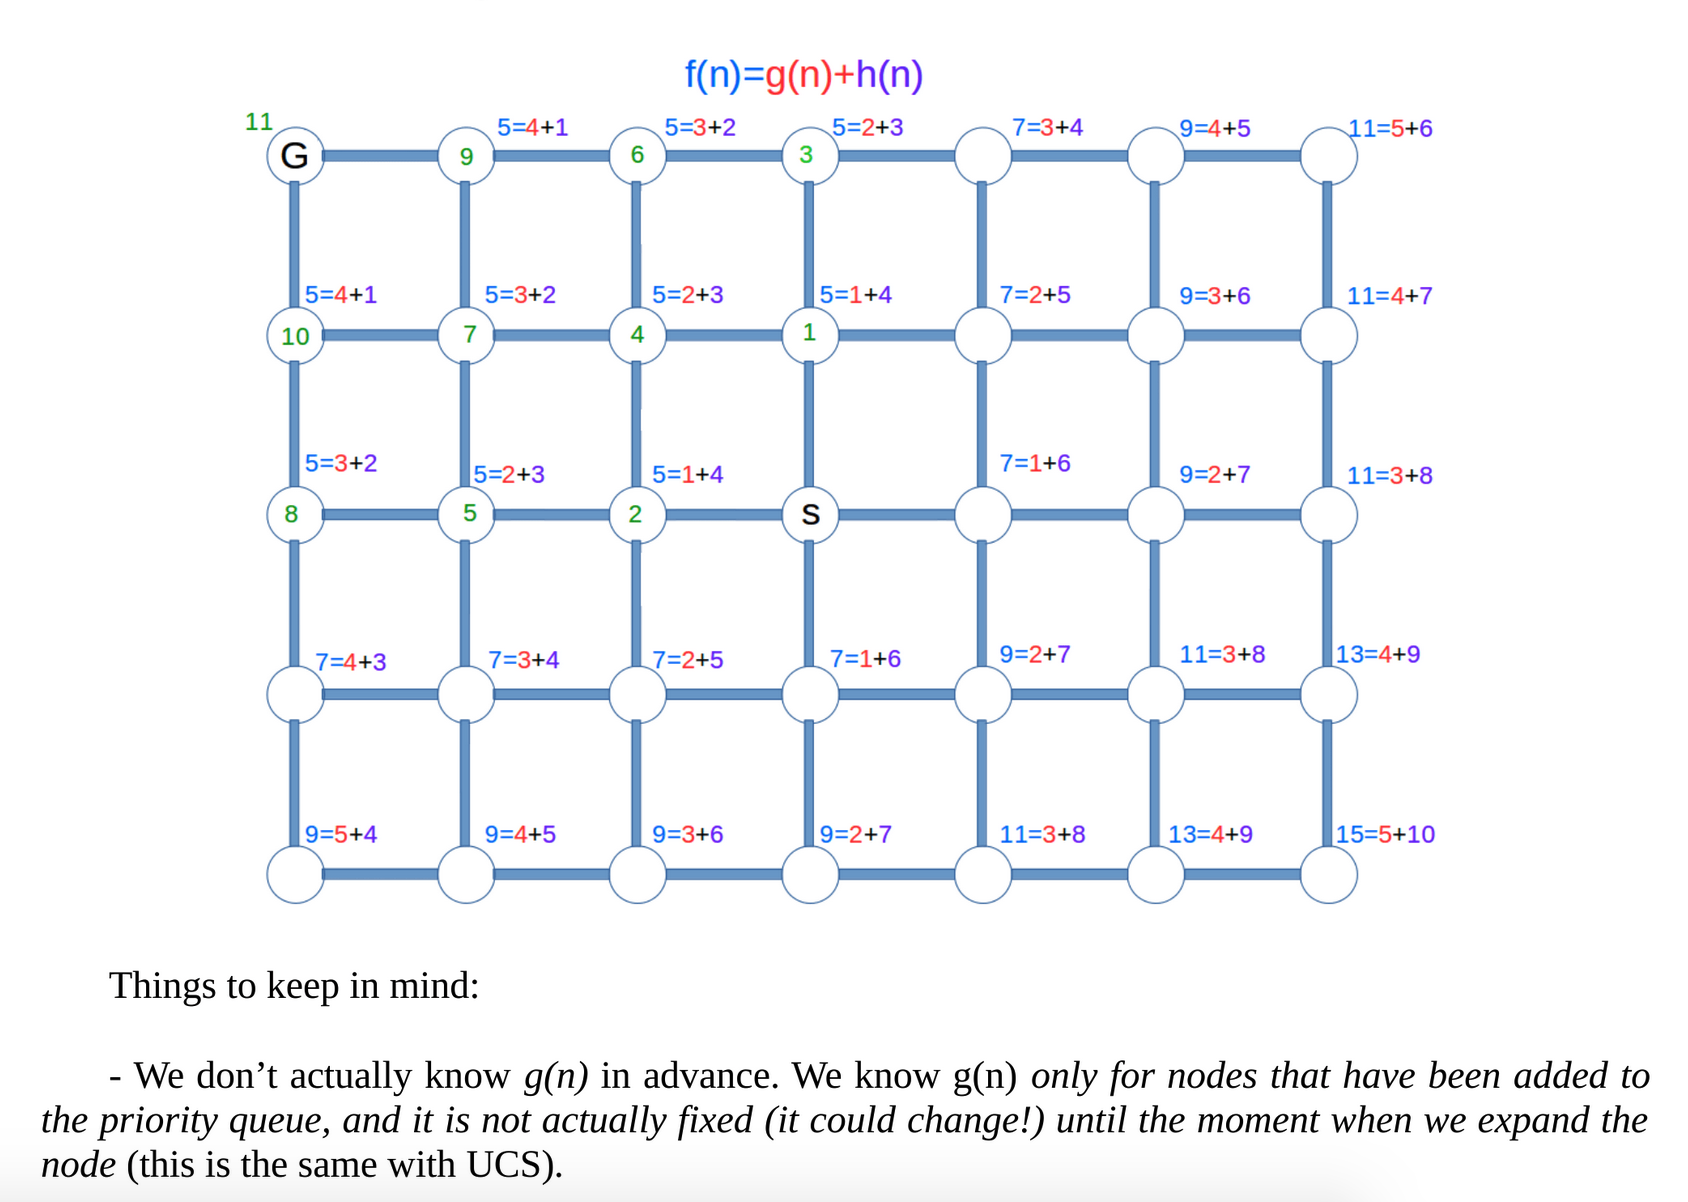 f(n)=g(n)+h(n)
11 5=4+1 5=3+2 5=2+3 7=3+4 9=4+5 11=5+6
G 9 6 3
5=4+1 5=3+2 5=2+3 5=1+4 7=2+5 9=3+6 11=4+7
10 7 4 1
5=3+2 5=2+3 5=1+4 7=1+6 9=2+7 11=3+8
8 5 2 S
7=4+3 7=3+4 7=2+5 7=1+6 9=2+7 11=3+8 13=4+9
9=5+4 9=4+5 9=3+6 9=2+7 11=3+8 13=4+9 15=5+10
Things to keep in mind:
- We don’t actually know g(n) in advance. We know g(n) only for nodes that have been added to
the priority queue, and it is not actually fixed (it could change!) until the moment when we expand the
node (this is the same with UCS).